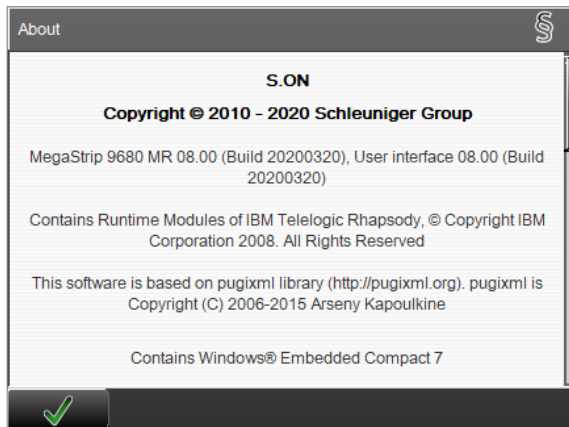 About
§
S.ON
Copyright © 2010 - 2020 Schleuniger Group
MegaStrip 9680 MR 08.00 (Build 20200320), User interface 08.00 (Build
20200320)
Contains Runtime Modules of IBM Telelogic Rhapsody, © Copyright IBM
Corporation 2008. All Rights Reserved
This software is based on pugixml library (http://pugixml.org). pugixml is
Copyright (C) 2006-2015 Arseny Kapoulkine
Contains Windows® Embedded Compact 7